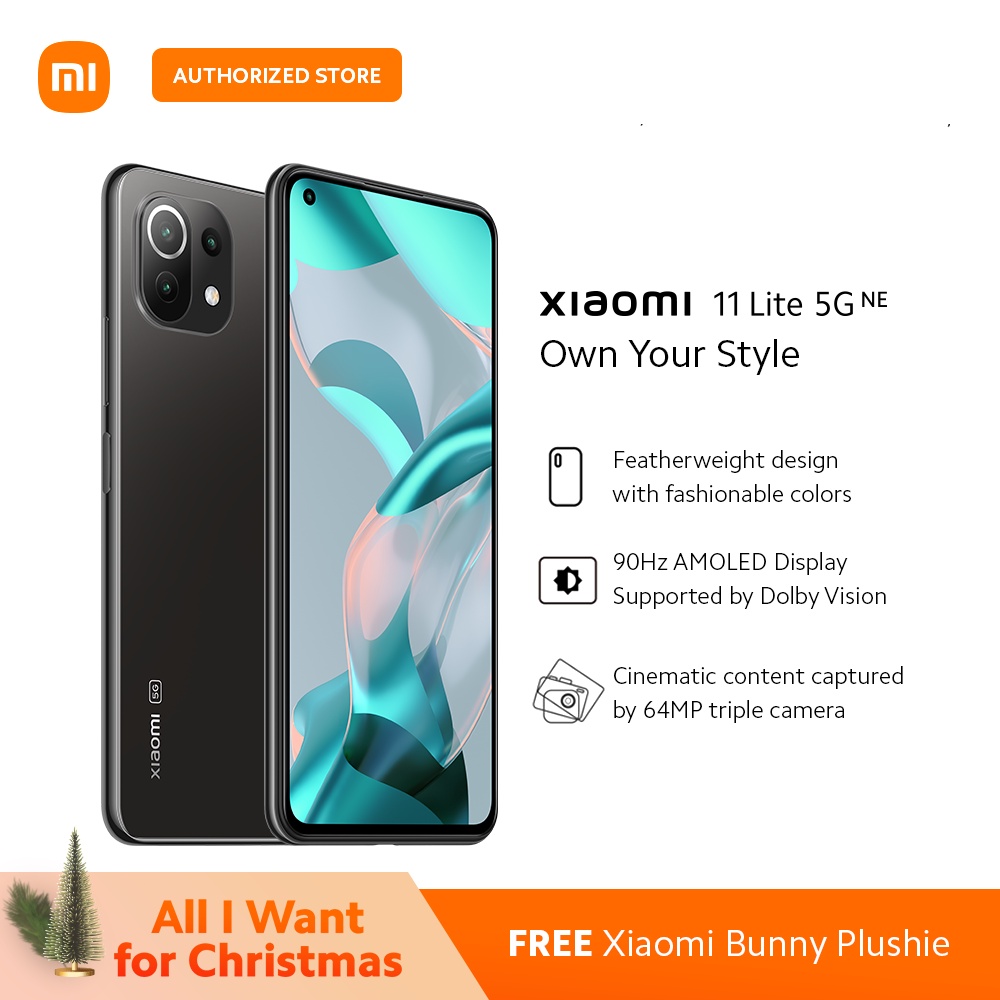 mi
AUTHORIZED STORE
xiaomi 5G
xiaomi 11 Lite 5G NE
Own Your Style
Featherweight design
with fashionable colors
90Hz AMOLED Display
Supported by Dolby Vision
Cinematic content captured
by 64MP triple camera
All I Want
for Christmas
FREE Xiaomi Bunny Plushie